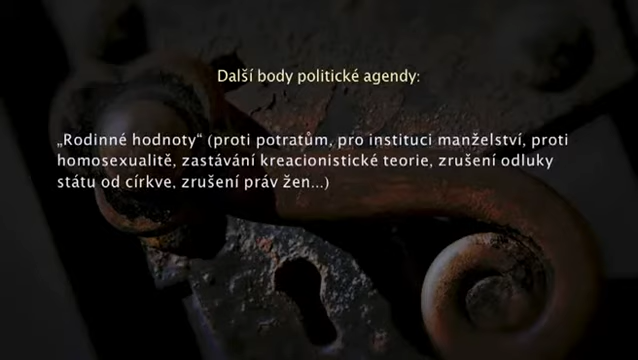 Další body politické agendy:
„Rodinné hodnoty“ (proti potratům, pro instituci manželství, proti
homosexualitě, zastávání kreacionistické teorie, zrušení odluky
státu od církve, zrušení práv žen...)